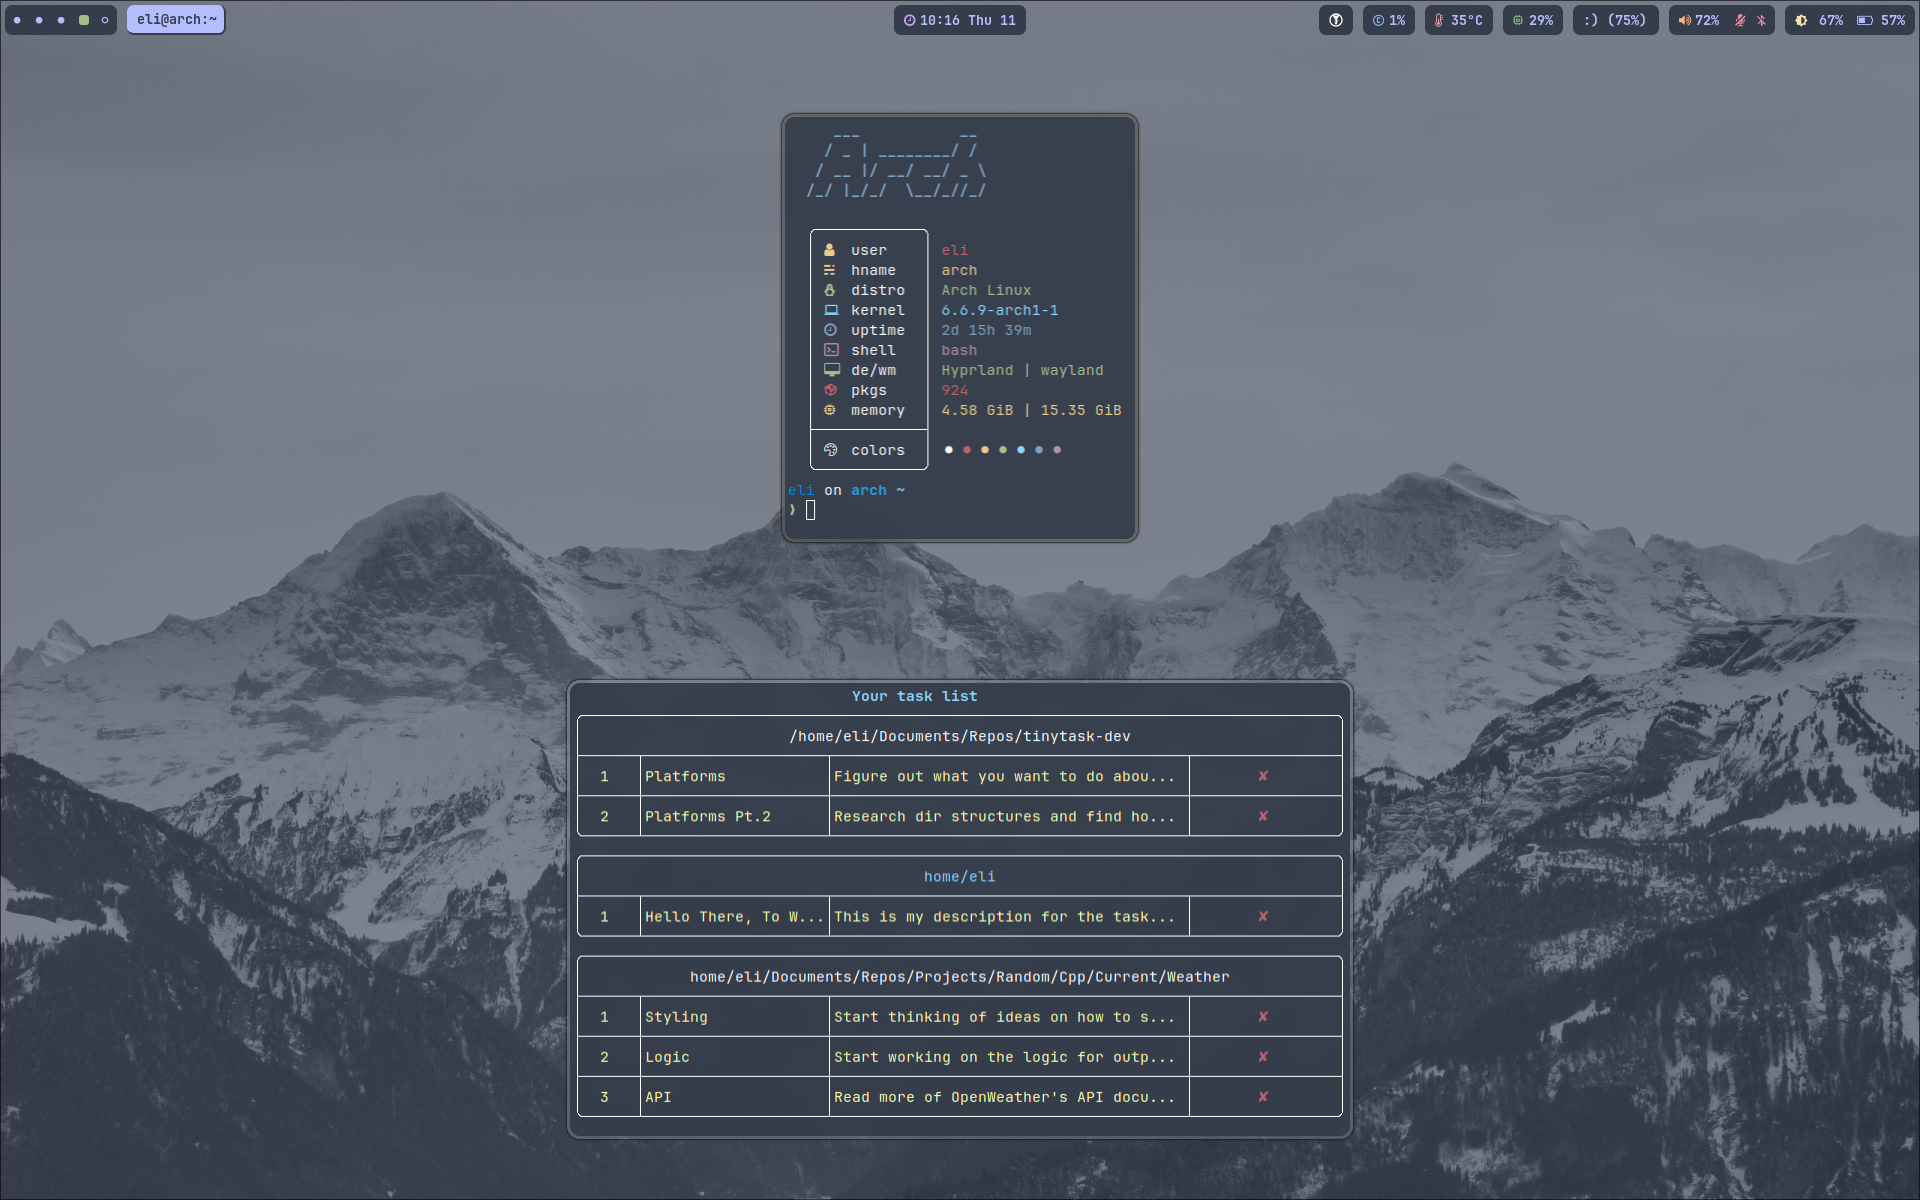 eli@arch:~
10:16 Thu 11
1%
35°C
29%
:) (75%)
72%
67%
57%
user eli
hname arch
distro Arch Linux
kernel 6.6.9-arch1-1
uptime 2d 15h 39m
shell bash
de/wm Hyprland | wayland
pkgs 924
memory 4.58 GiB | 15.35 GiB
colors
eli on arch ~
❯
Your task list
/home/eli/Documents/Repos/tinytask-dev
1 Platforms Figure out what you want to do abou... ✘
2 Platforms Pt.2 Research dir structures and find ho... ✘
home/eli
1 Hello There, To W... This is my description for the task... ✘
home/eli/Documents/Repos/Projects/Random/Cpp/Current/Weather
1 Styling Start thinking of ideas on how to s... ✘
2 Logic Start working on the logic for outp... ✘
3 API Read more of OpenWeather's API docu... ✘